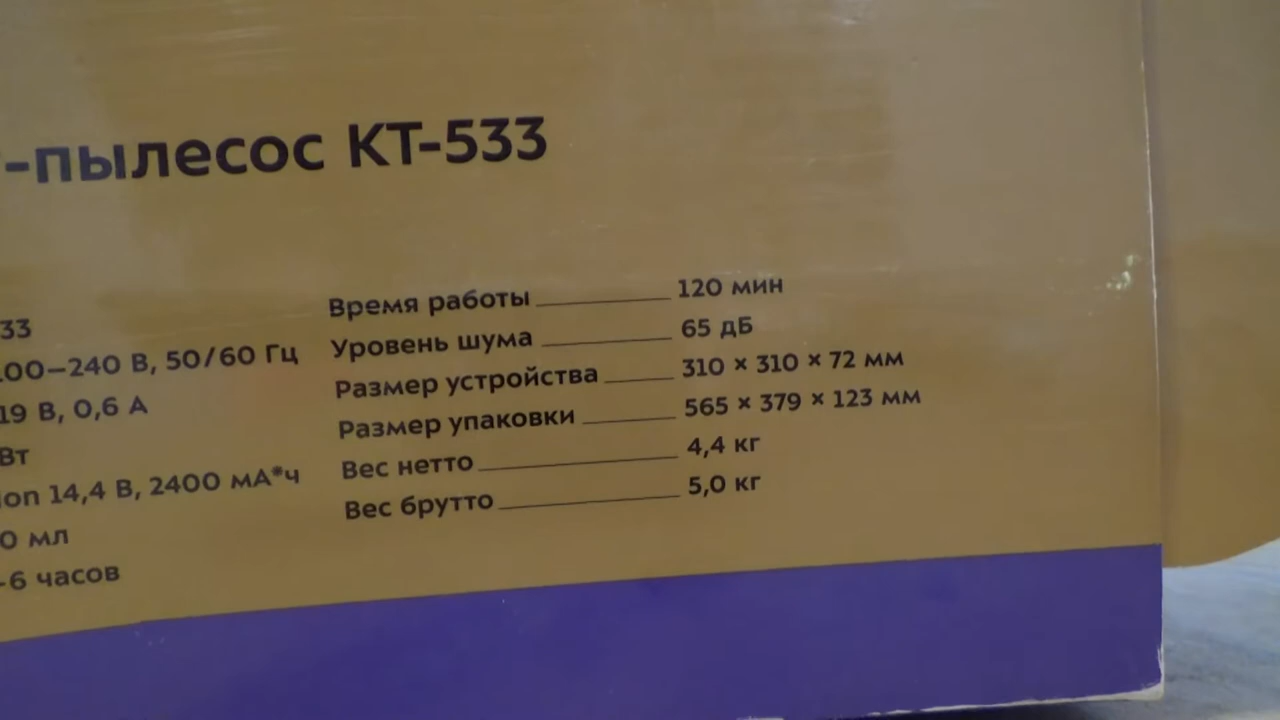 -пылесос КТ-533
33
100–240 В, 50/60 Гц
19 В, 0,6 А
Вт
ion 14,4 В, 2400 мА*ч
0 мл
-6 часов
Время работы 120 мин
Уровень шума 65 дБ
Размер устройства 310 × 310 × 72 мм
Размер упаковки 565 × 379 × 123 мм
Вес нетто 4,4 кг
Вес брутто 5,0 кг